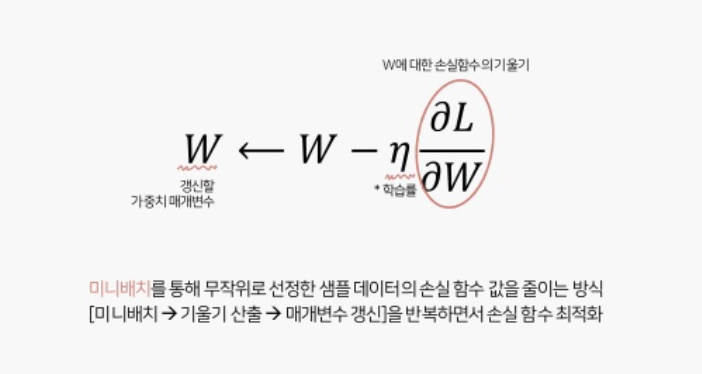 W에 대한 손실함수의 기울기
W ← W − η ∂L/∂W
갱신할
가중치 매개변수
* 학습률
미니배치를 통해 무작위로 선정한 샘플 데이터의 손실 함수 값을 줄이는 방식
[미니배치 → 기울기 산출 → 매개변수 갱신]을 반복하면서 손실 함수 최적화